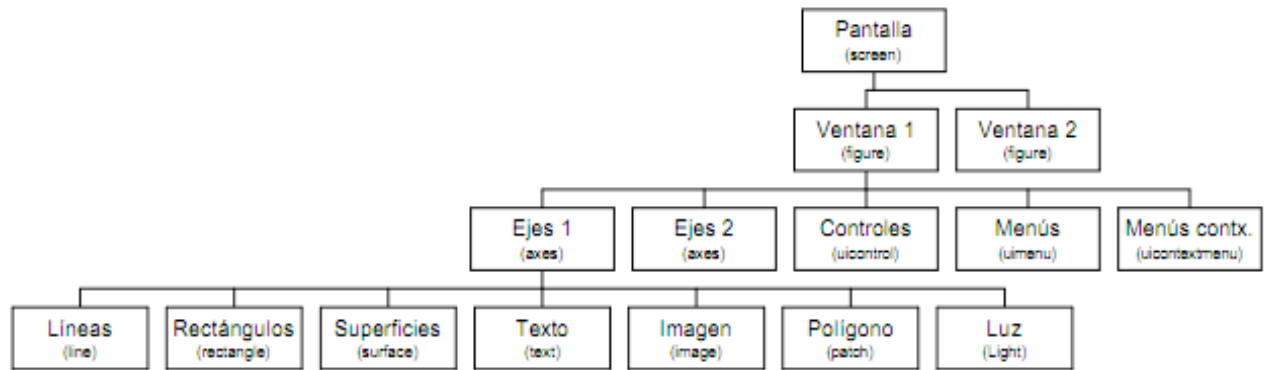 Pantalla
(screen)
Ventana 1
(figure)
Ventana 2
(figure)
Ejes 1
(axes)
Ejes 2
(axes)
Controles
(uicontrol)
Menús
(uimenu)
Menús contx.
(uicontextmenu)
Líneas
(line)
Rectángulos
(rectangle)
Superficies
(surface)
Texto
(text)
Imagen
(image)
Polígono
(patch)
Luz
(Light)